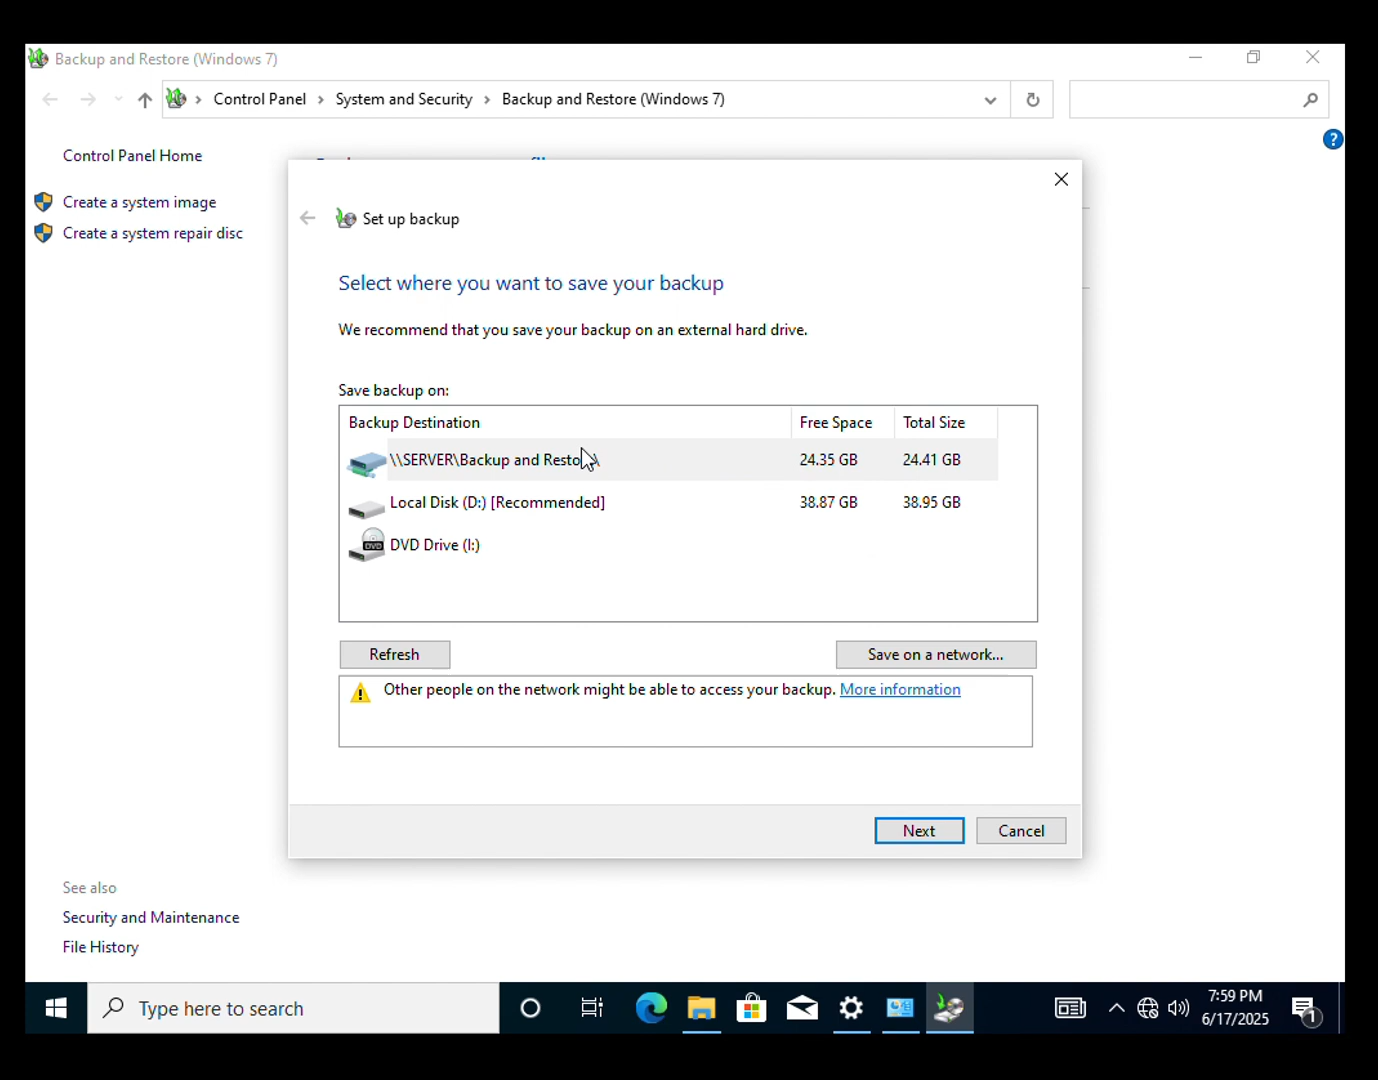 Backup and Restore (Windows 7)
Control Panel › System and Security › Backup and Restore (Windows 7)
Control Panel Home
Create a system image
Create a system repair disc
Set up backup
Select where you want to save your backup
We recommend that you save your backup on an external hard drive.
Save backup on:
Backup Destination Free Space Total Size
24.35 GB 24.41 GB
Local Disk (D:) [Recommended] 38.87 GB 38.95 GB
DVD Drive (I:)
Refresh Save on a network...
Other people on the network might be able to access your backup. More information
Next Cancel
See also
Security and Maintenance
File History
Type here to search
7:59 PM
6/17/2025
1